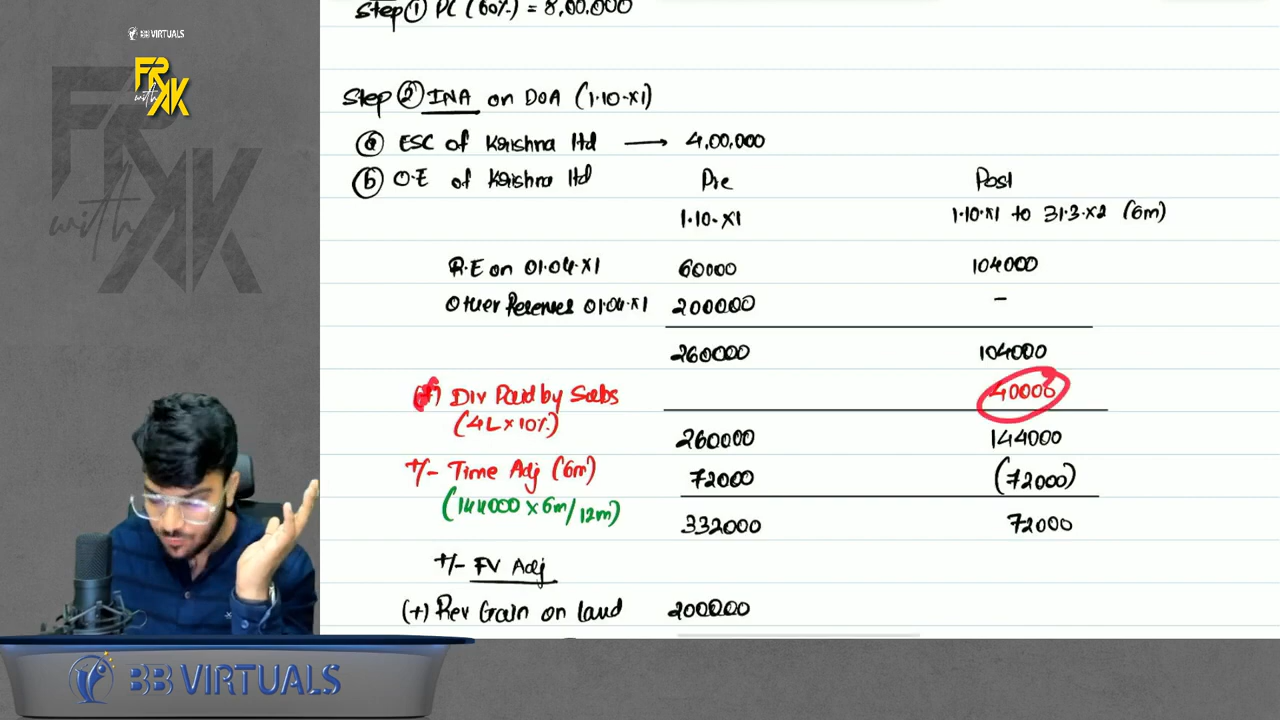 BB VIRTUALS
FR
with
AK
Step ① PC (60%) = 8,00,000
Step ② INA on DOA (1·10·X1)
ⓐ ESC of Krishna ltd → 4,00,000
ⓑ O.E of Krishna ltd Pre Post
1·10·X1 1·10·X1 to 31·3·X2 (6m)
R.E on 01·04·X1 60000 104000
Other Reserves 01·04·X1 200000 -
260000 104000
(+) Div Paid by Subs 40000
(4L x 10%)
260000 144000
+/- Time Adj (6m) 72000 (72000)
(144000 x 6m/12m)
332000 72000
+/- FV Adj
(+) Rev Gain on land 200000
BB VIRTUALS